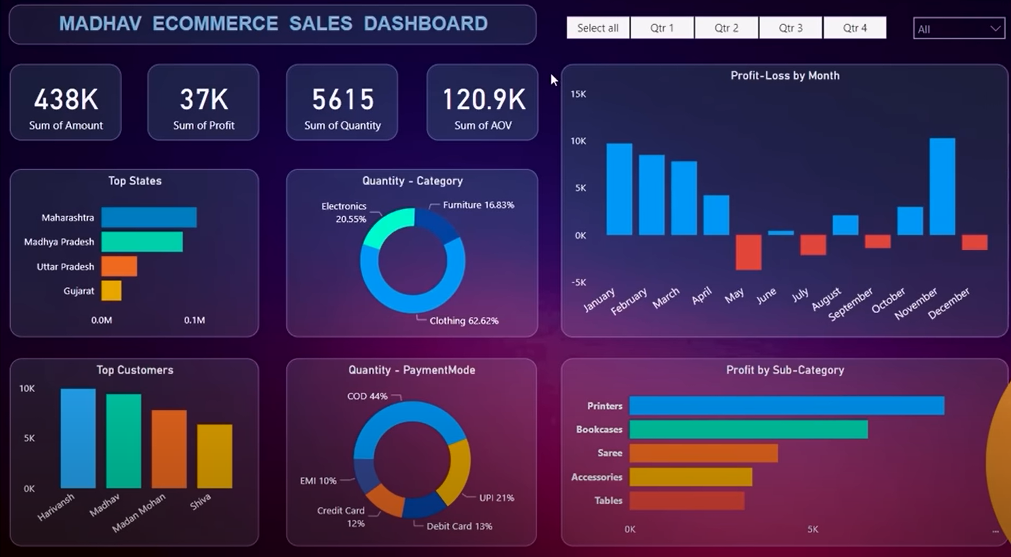 MADHAV ECOMMERCE SALES DASHBOARD
Select all
Qtr 1
Qtr 2
Qtr 3
Qtr 4
All
438K
Sum of Amount
37K
Sum of Profit
5615
Sum of Quantity
120.9K
Sum of AOV
Profit-Loss by Month
15K
10K
5K
0K
-5K
January
February
March
April
May
June
July
August
September
October
November
December
Top States
Maharashtra
Madhya Pradesh
Uttar Pradesh
Gujarat
0.0M
0.1M
Quantity - Category
Electronics
20.55%
Furniture 16.83%
Clothing 62.62%
Top Customers
10K
5K
0K
Harivansh
Madhav
Madan Mohan
Shiva
Quantity - PaymentMode
COD 44%
EMI 10%
UPI 21%
Credit Card
12%
Debit Card 13%
Profit by Sub-Category
Printers
Bookcases
Saree
Accessories
Tables
0K
5K
...